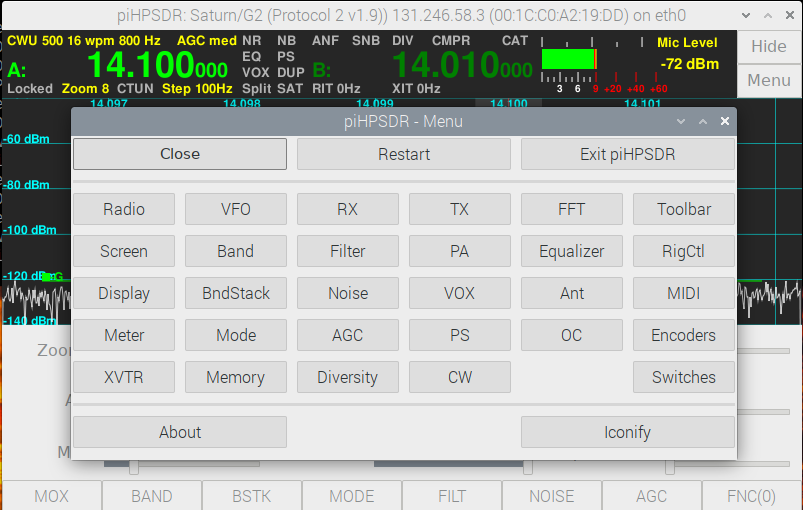 piHPSDR: Saturn/G2 (Protocol 2 v1.9)) 131.246.58.3 (00:1C:C0:A2:19:DD) on eth0
CWU 500 16 wpm 800 Hz AGC med NR NB ANF SNB DIV CMPR CAT Mic Level Hide
A: 14.100000 EQ PS B: 14.010000 -72 dBm
VOX DUP Menu
Locked Zoom 8 CTUN Step 100Hz Split SAT RIT 0Hz XIT 0Hz 3 6 9 +20 +40 +60
14.097 14.098 14.099 14.100 14.101
piHPSDR - Menu
-60 dBm
Close Restart Exit piHPSDR
-80 dBm
Radio VFO RX TX FFT Toolbar
-100 dBm
Screen Band Filter PA Equalizer RigCtl
-120 dBm G
Display BndStack Noise VOX Ant MIDI
-140 dBm
Meter Mode AGC PS OC Encoders
Zoo
XVTR Memory Diversity CW Switches
A
About Iconify
M
MOX BAND BSTK MODE FILT NOISE AGC FNC(0)